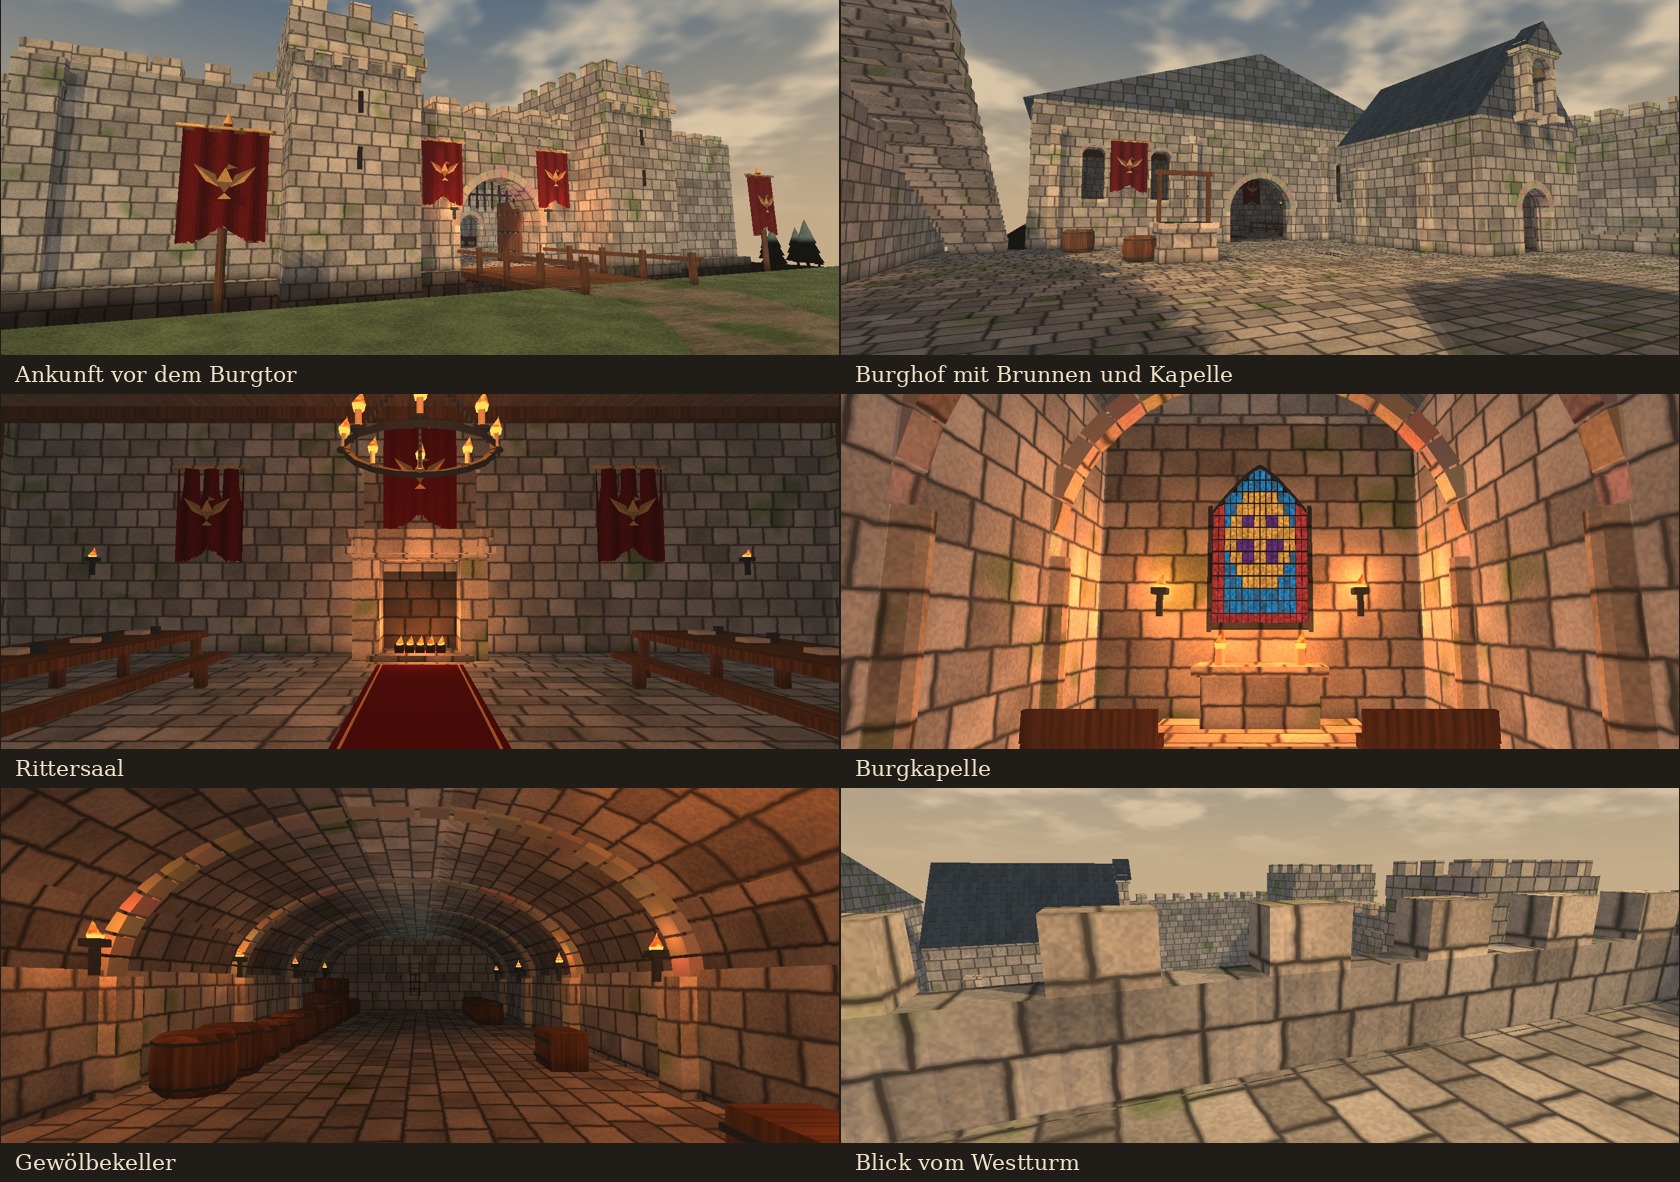 Ankunft vor dem Burgtor
Burghof mit Brunnen und Kapelle
Rittersaal
Burgkapelle
Gewölbekeller
Blick vom Westturm